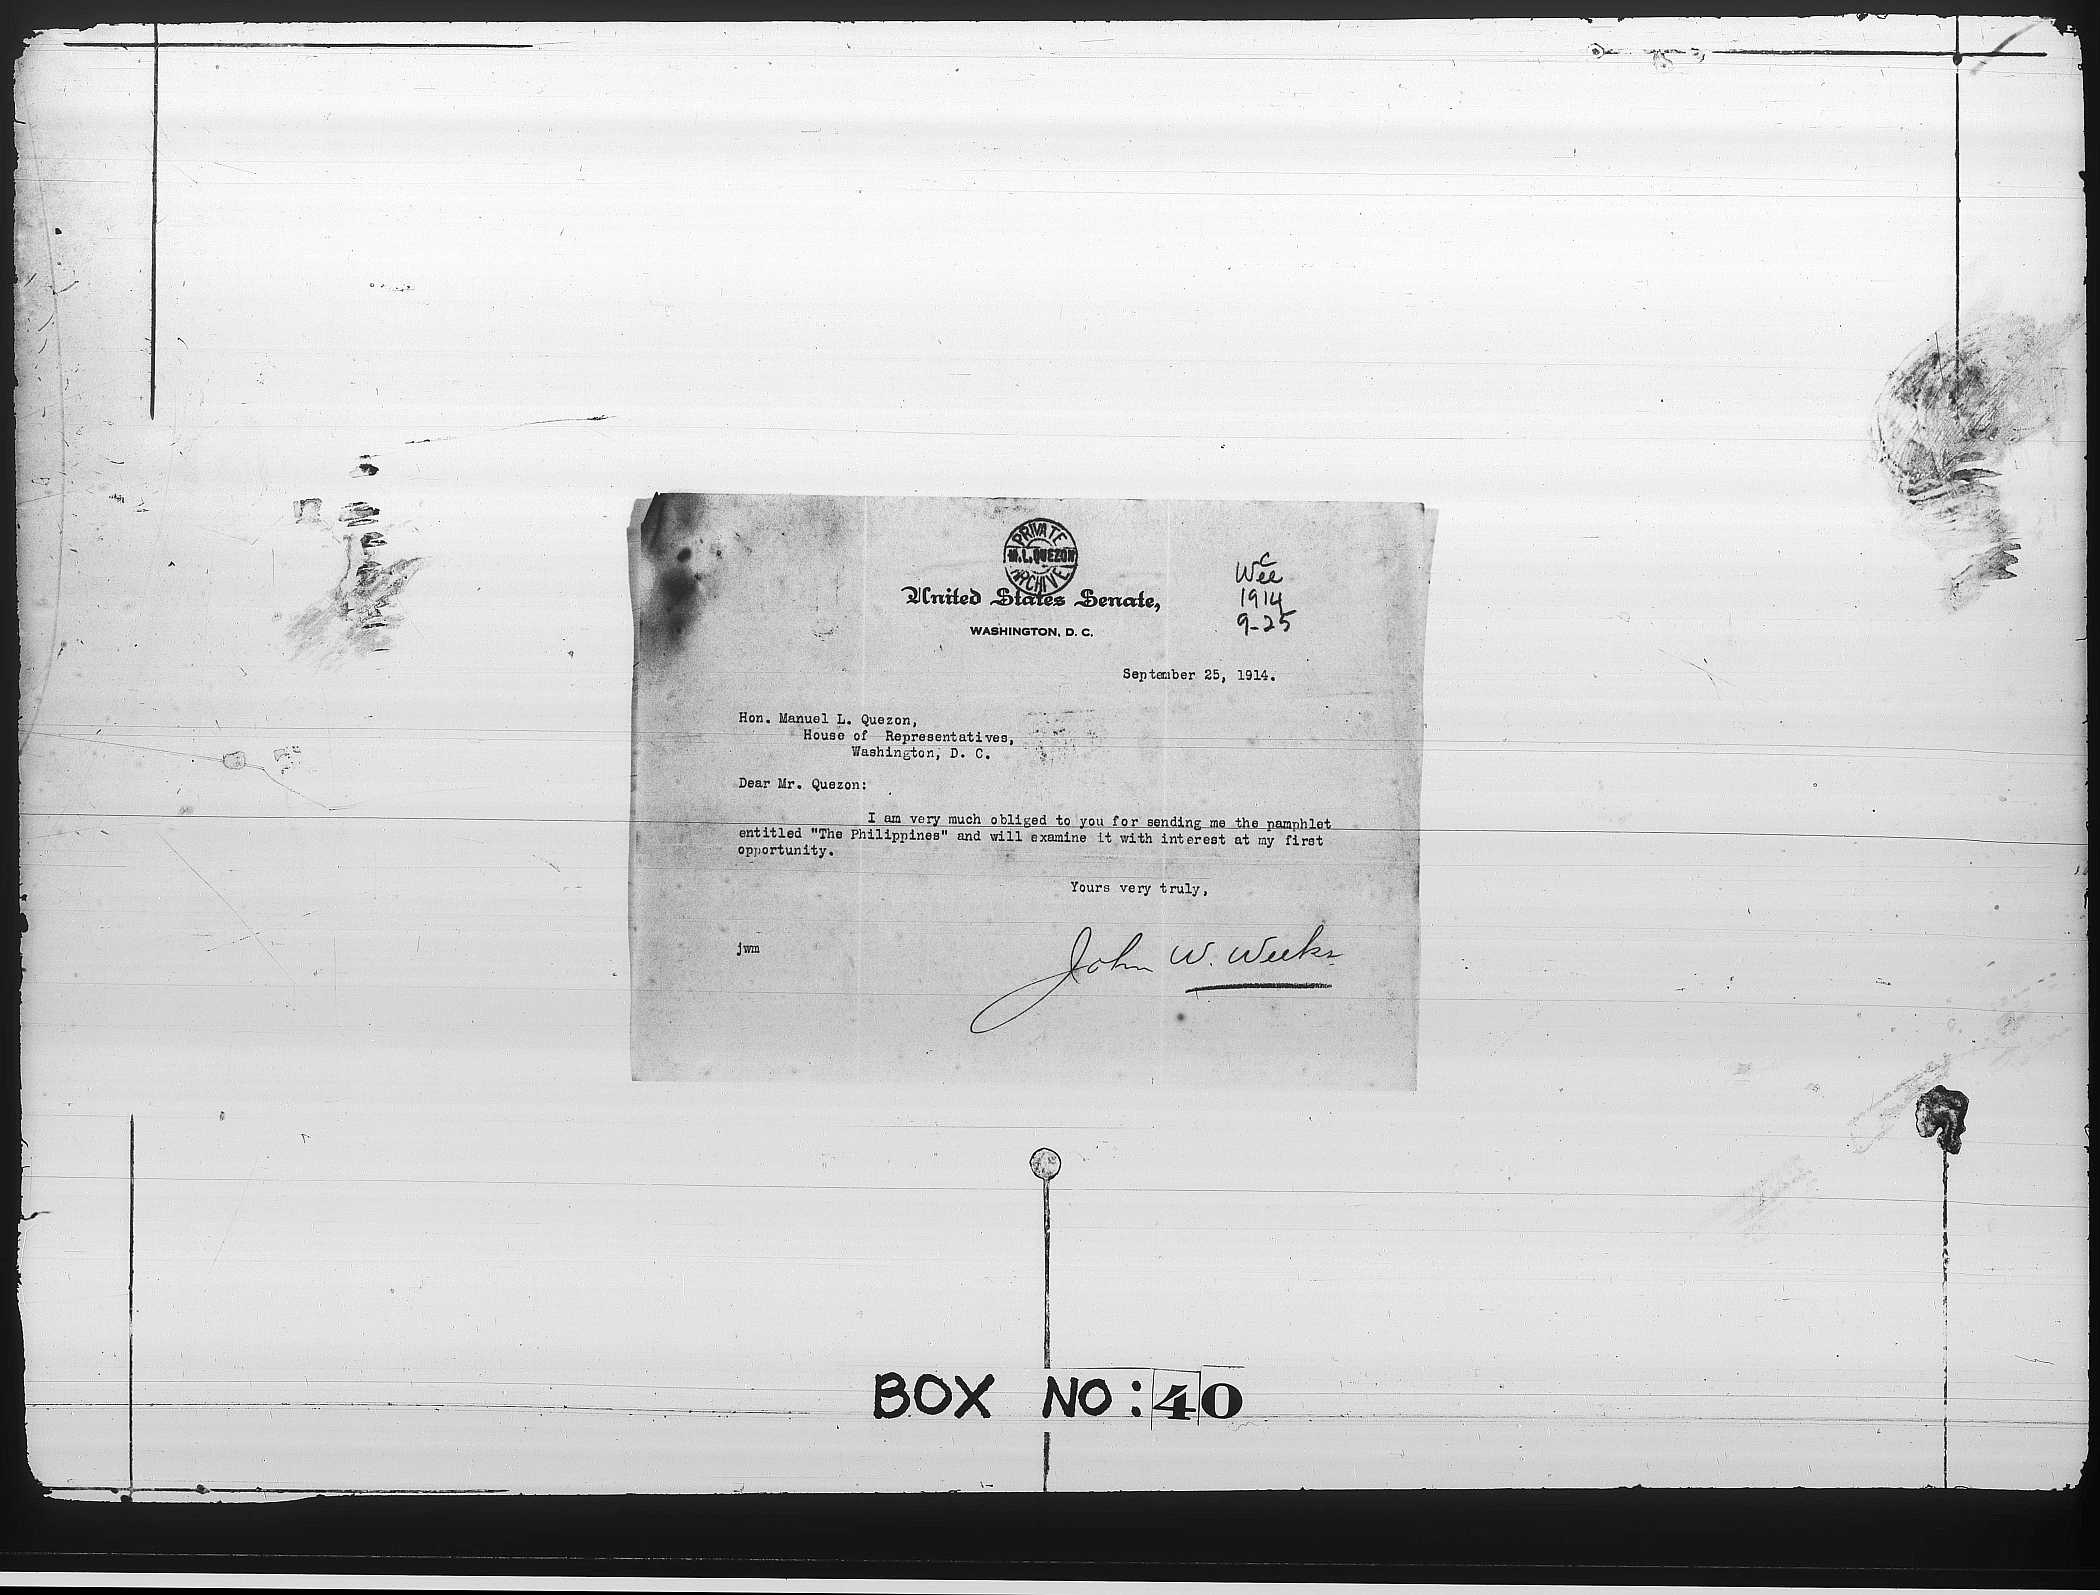 PRIVATE
M.L. QUEZON
ARCHIVE
United States Senate,
WASHINGTON, D. C.
C
Wee
1914
9-25
September 25, 1914.
Hon. Manuel L. Quezon,
House of Representatives,
Washington, D. C.
Dear Mr. Quezon:
I am very much obliged to you for sending me the pamphlet
entitled "The Philippines" and will examine it with interest at my first
opportunity.
Yours very truly,
jwm
John W. Weeks
BOX NO: 40